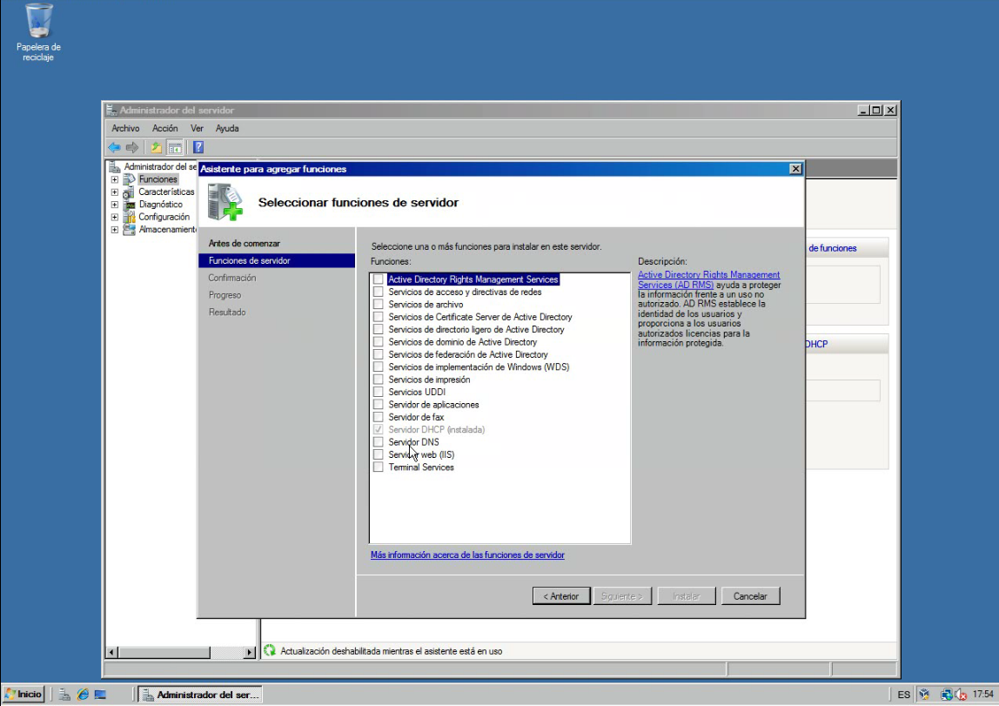 Papelera de
reciclaje
Administrador del servidor
Archivo Acción Ver Ayuda
Administrador del se
Funciones
Características
Diagnóstico
Configuración
Almacenamient
Asistente para agregar funciones
Seleccionar funciones de servidor
Antes de comenzar
Funciones de servidor
Confirmación
Progreso
Resultado
Seleccione una o más funciones para instalar en este servidor.
Funciones:
Active Directory Rights Management Services
Servicios de acceso y directivas de redes
Servicios de archivo
Servicios de Certificate Server de Active Directory
Servicios de directorio ligero de Active Directory
Servicios de dominio de Active Directory
Servicios de federación de Active Directory
Servicios de implementación de Windows (WDS)
Servicios de impresión
Servicios UDDI
Servidor de aplicaciones
Servidor de fax
Servidor DHCP (instalada)
Servidor DNS
Servidor web (IIS)
Terminal Services
Más información acerca de las funciones de servidor
Descripción:
Active Directory Rights Management
Services (AD RMS) ayuda a proteger
la información frente a un uso no
autorizado. AD RMS establece la
identidad de los usuarios y
proporciona a los usuarios
autorizados licencias para la
información protegida.
de funciones
DHCP
< Anterior Siguiente > Instalar Cancelar
Actualización deshabilitada mientras el asistente está en uso
Inicio Administrador del ser... ES 17:54